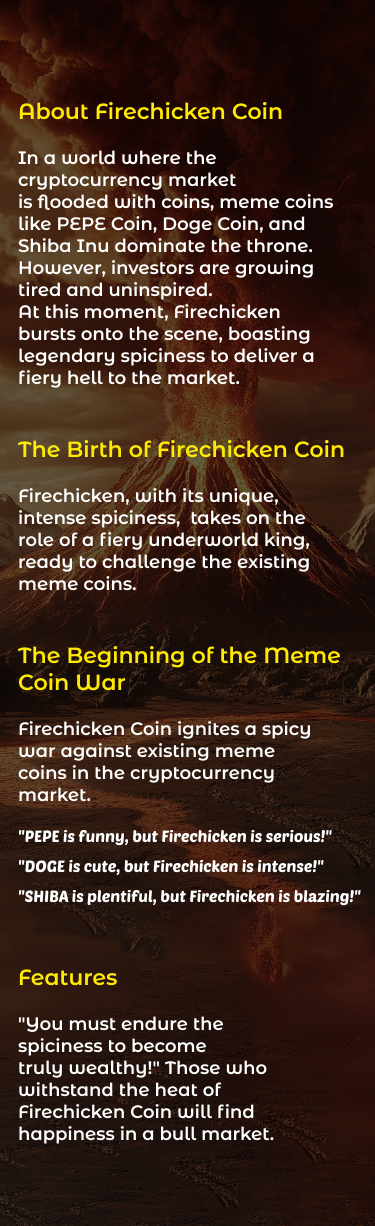 About Firechicken Coin
In a world where the
cryptocurrency market
is flooded with coins, meme coins
like PEPE Coin, Doge Coin, and
Shiba Inu dominate the throne.
However, investors are growing
tired and uninspired.
At this moment, Firechicken
bursts onto the scene, boasting
legendary spiciness to deliver a
fiery hell to the market.
The Birth of Firechicken Coin
Firechicken, with its unique,
intense spiciness,  takes on the
role of a fiery underworld king,
ready to challenge the existing
meme coins.
The Beginning of the Meme
Coin War
Firechicken Coin ignites a spicy
war against existing meme
coins in the cryptocurrency
market.
"PEPE is funny, but Firechicken is serious!"
"DOGE is cute, but Firechicken is intense!"
"SHIBA is plentiful, but Firechicken is blazing!"
Features
"You must endure the
spiciness to become
truly wealthy!" Those who
withstand the heat of
Firechicken Coin will find
happiness in a bull market.